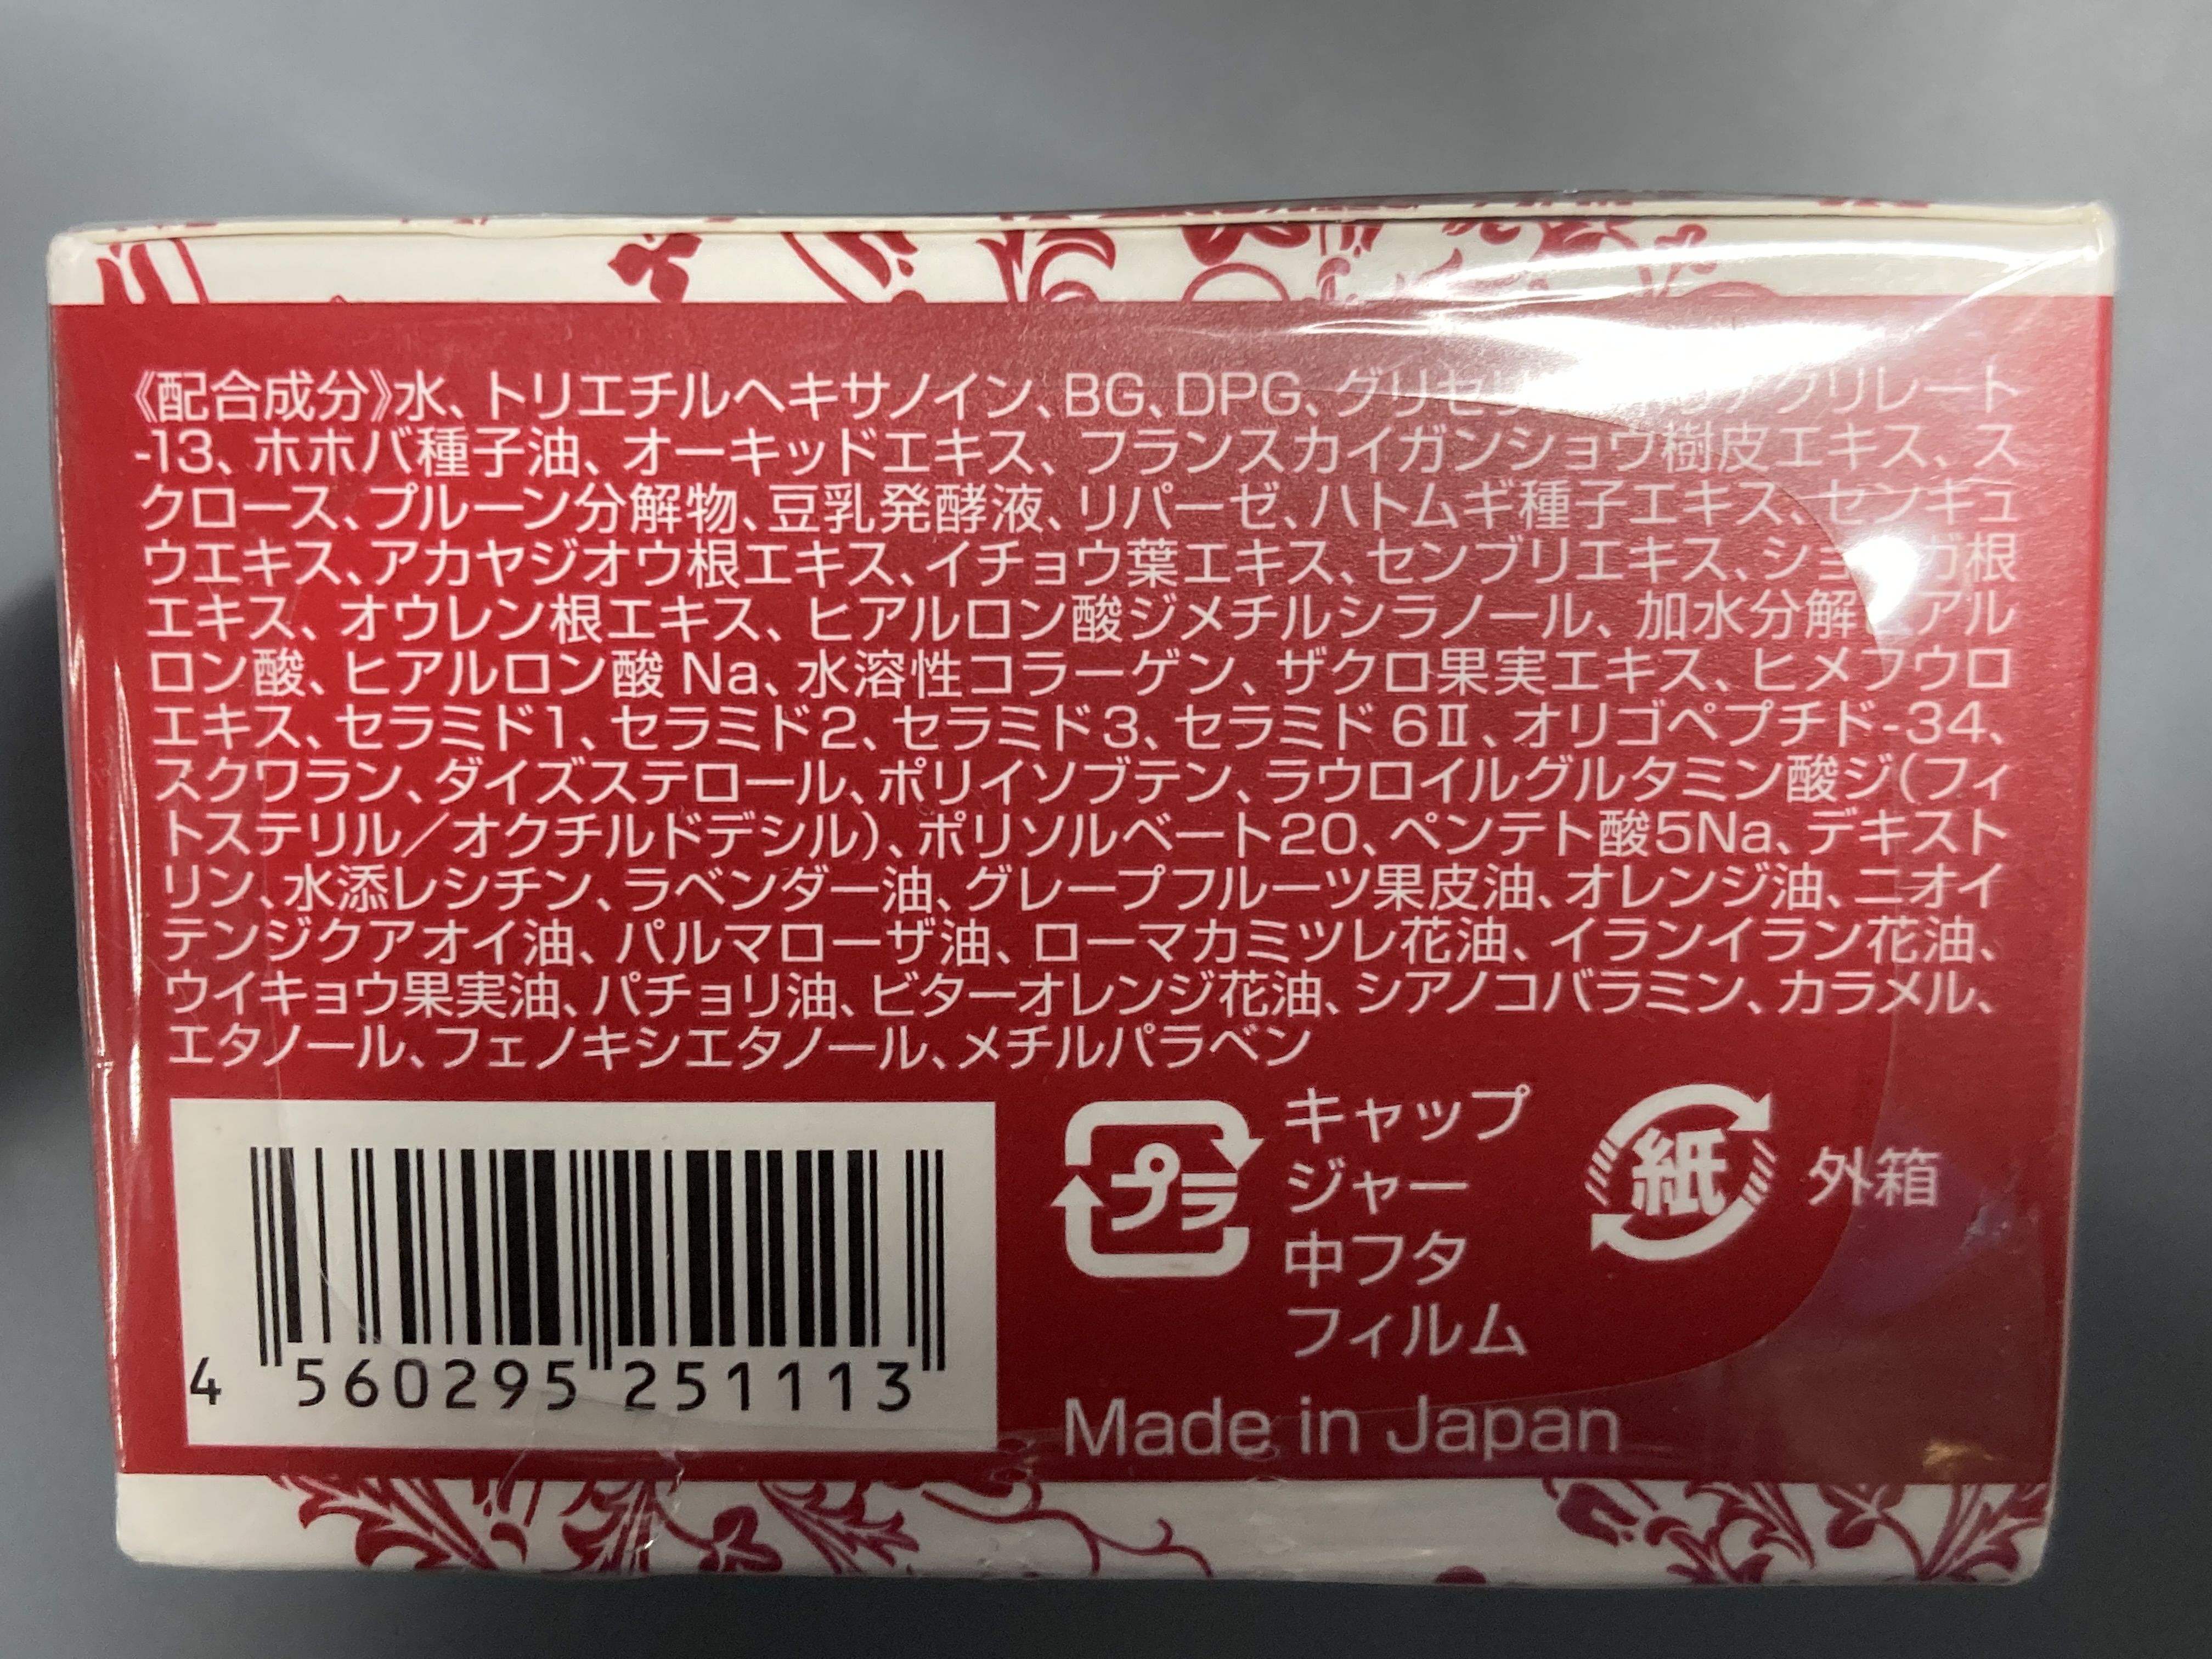 《配合成分》水、トリエチルヘキサノイン、BG、DPG、グリセリ クリレート
-13、ホホバ種子油、オーキッドエキス、フランスカイガンショウ樹皮エキス、ス
クロース、プルーン分解物、豆乳発酵液、リパーゼ、ハトムギ種子エキス、センキュ
ウエキス、アカヤジオウ根エキス、イチョウ葉エキス、センブリエキス、ショ ガ根
エキス、オウレン根エキス、ヒアルロン酸ジメチルシラノール、加水分解 アル
ロン酸、ヒアルロン酸 Na、水溶性コラーゲン、ザクロ果実エキス、ヒメフウロ
エキス、セラミド1、セラミド2、セラミド3、セラミド6Ⅱ、オリゴペプチド-34、
スクワラン、ダイズステロール、ポリイソブテン、ラウロイルグルタミン酸ジ(フィ
トステリル／オクチルドデシル)、ポリソルベート20、ペンテト酸5Na、デキスト
リン、水添レシチン、ラベンダー油、グレープフルーツ果皮油、オレンジ油、ニオイ
テンジクアオイ油、パルマローザ油、ローマカミツレ花油、イランイラン花油、
ウイキョウ果実油、パチョリ油、ビターオレンジ花油、シアノコバラミン、カラメル、
エタノール、フェノキシエタノール、メチルパラベン
プラ
キャップ
ジャー
中フタ
フィルム
紙
外箱
4 560295 251113
Made in Japan